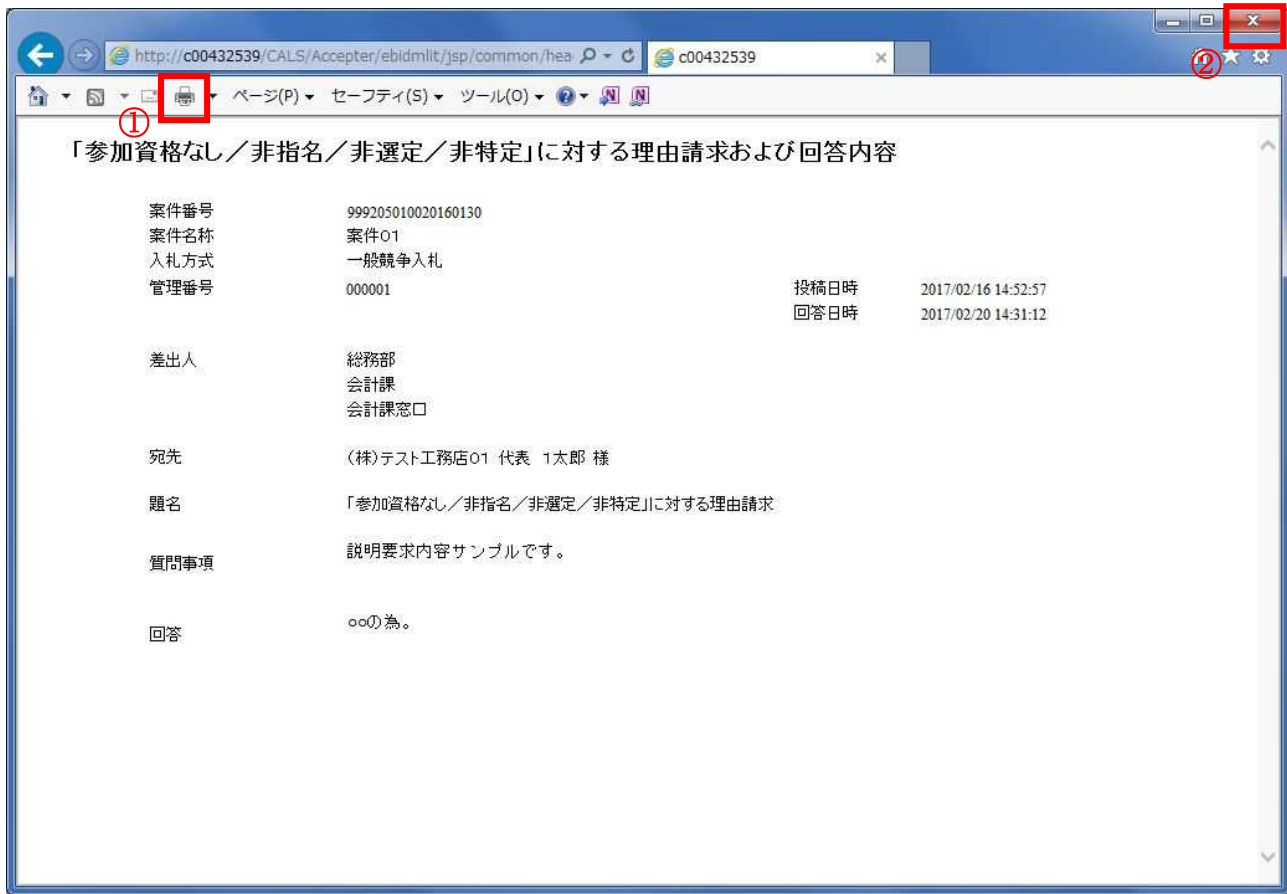 http://c00432539/CALS/Accepter/ebidmlit/jsp/common/hea
c00432539
②
ページ(P) セーフティ(S) ツール(O)
①
「参加資格なし／非指名／非選定／非特定」に対する理由請求および回答内容
案件番号 999205010020160130
案件名称 案件01
入札方式 一般競争入札
管理番号 000001 投稿日時 2017/02/16 14:52:57
回答日時 2017/02/20 14:31:12
差出人 総務部
会計課
会計課窓口
宛先 (株)テスト工務店01 代表 1太郎 様
題名 「参加資格なし／非指名／非選定／非特定」に対する理由請求
質問事項 説明要求内容サンプルです。
回答 ○○の為。